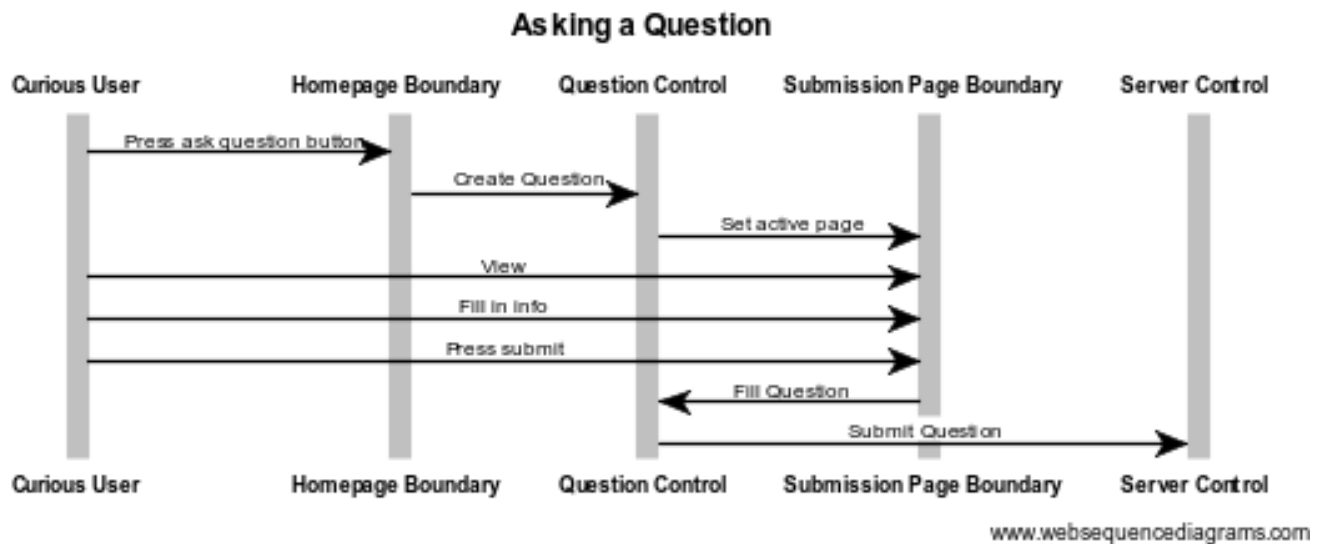 Asking a Question
Curious User Homepage Boundary Question Control Submission Page Boundary Server Control
Press ask question button
Create Question
Set active page
View
Fill in info
Press submit
Fill Question
Submit Question
Curious User Homepage Boundary Question Control Submission Page Boundary Server Control
www.websequencediagrams.com